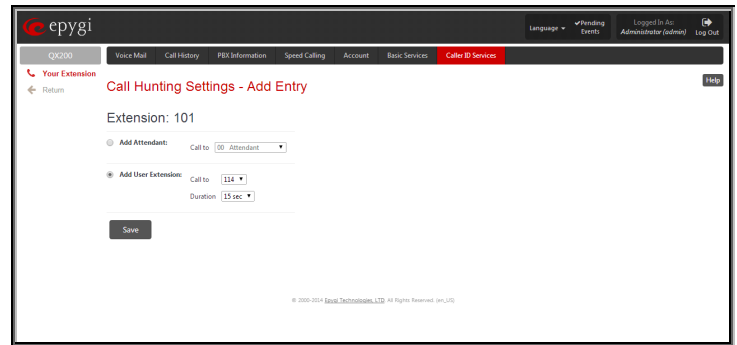 epygi
Language
Pending Events
Logged In As: Administrator (admin)
Log Out
QX200
Voice Mail Call History PBX Information Speed Calling Account Basic Services Caller ID Services
Your Extension
Return
Help
Call Hunting Settings - Add Entry
Extension: 101
Add Attendant: Call to 00 Attendant
Add User Extension: Call to 114
Duration 15 sec
Save
© 2000-2014 Epygi Technologies, LTD. All Rights Reserved. (en_US)